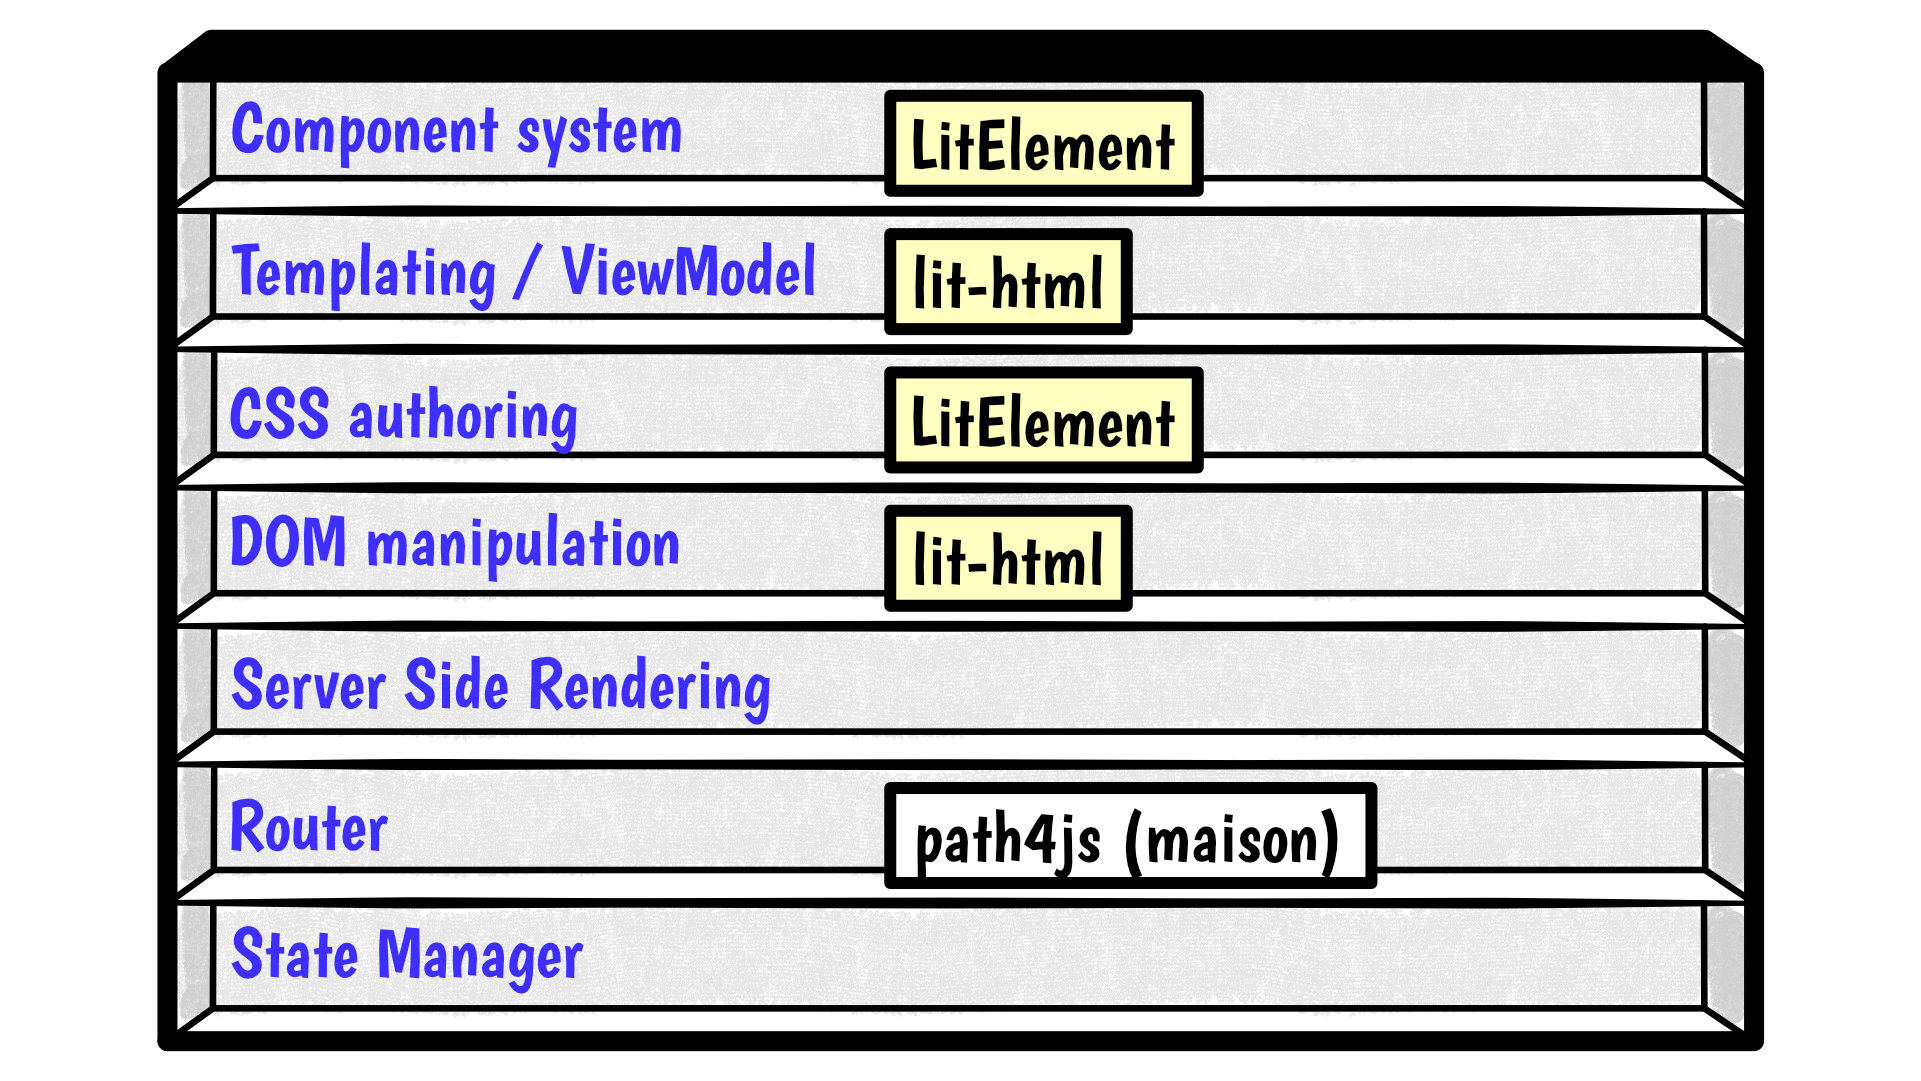 Component system LitElement
Templating / ViewModel lit-html
CSS authoring LitElement
DOM manipulation lit-html
Server Side Rendering
Router path4js (maison)
State Manager